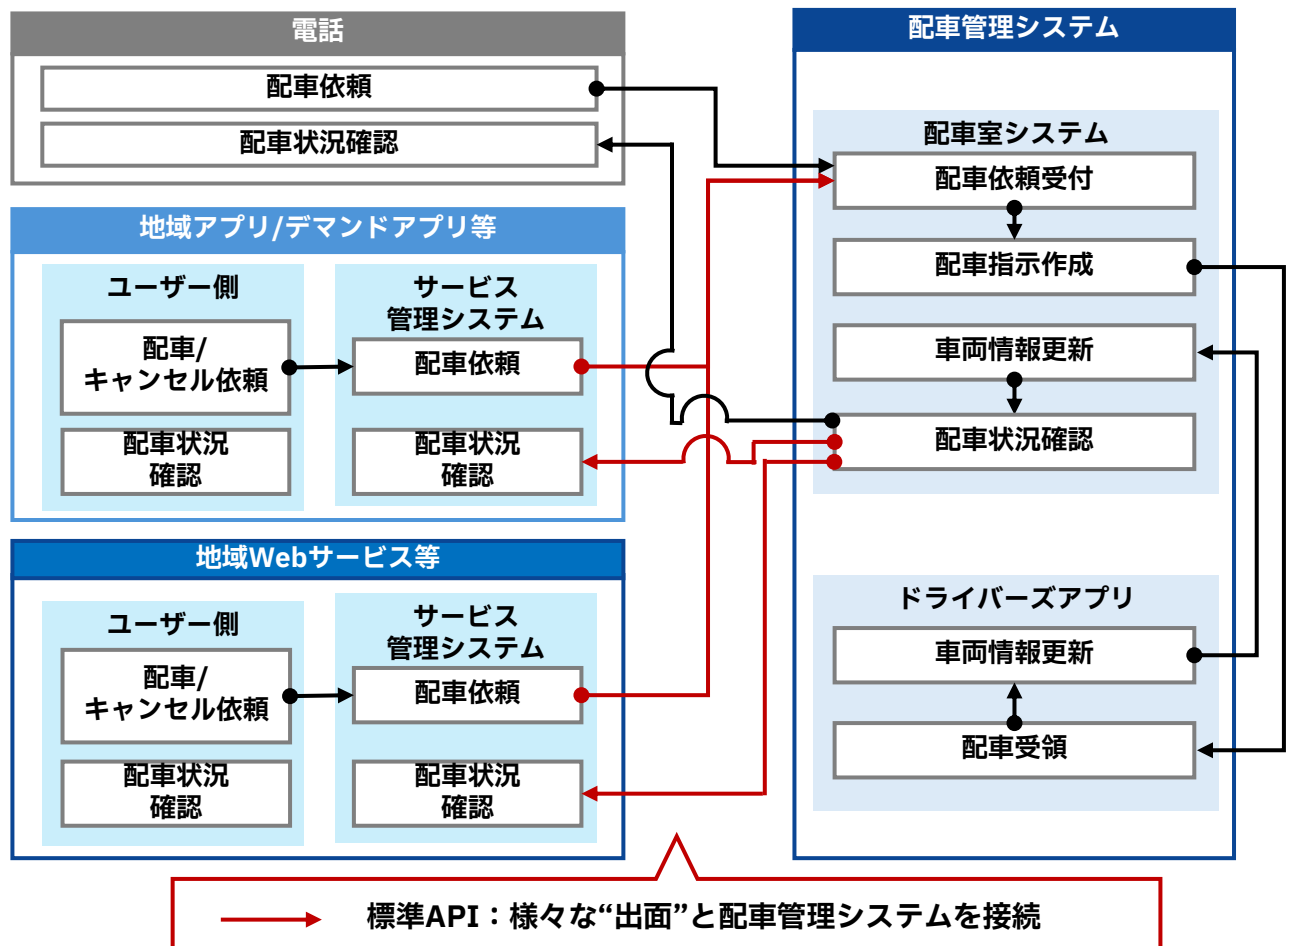 電話
配車依頼
配車状況確認
地域アプリ/デマンドアプリ等
ユーザー側
配車/
キャンセル依頼
配車状況
確認
サービス
管理システム
配車依頼
配車状況
確認
地域Webサービス等
ユーザー側
配車/
キャンセル依頼
配車状況
確認
サービス
管理システム
配車依頼
配車状況
確認
配車管理システム
配車室システム
配車依頼受付
配車指示作成
車両情報更新
配車状況確認
ドライバーズアプリ
車両情報更新
配車受領
標準API：様々な“出面”と配車管理システムを接続